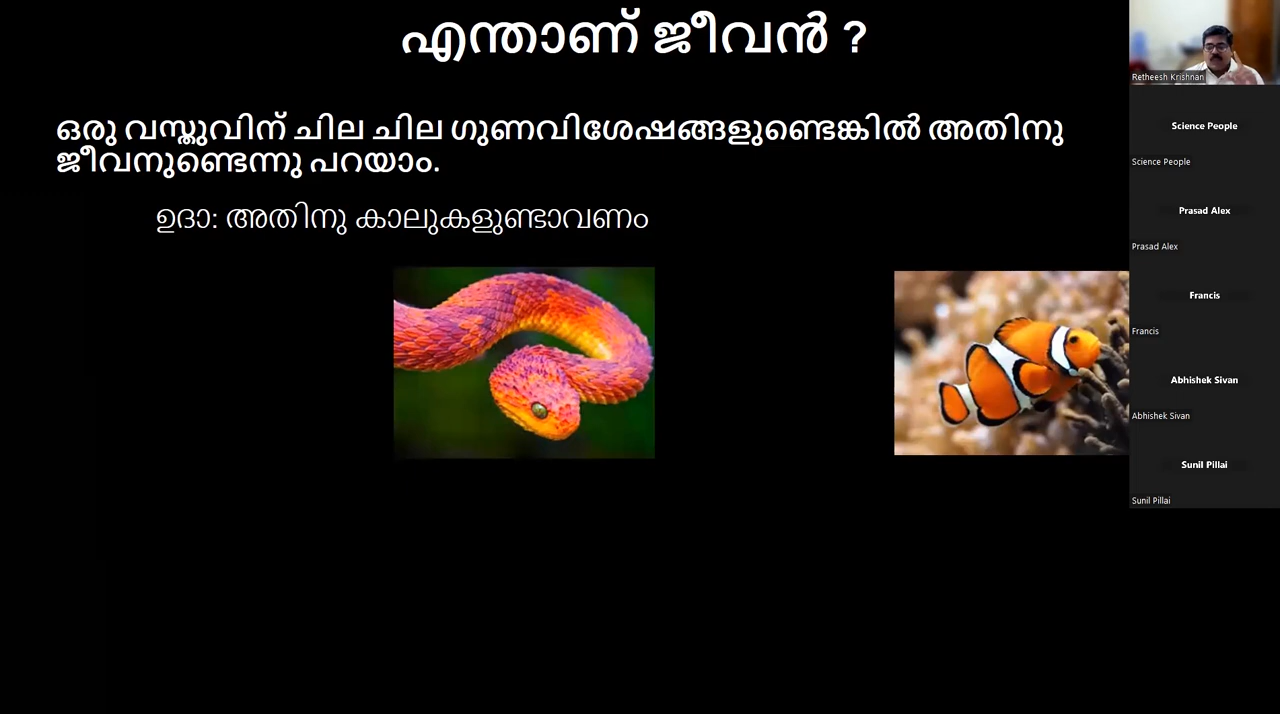 എന്താണ് ജീവൻ ?
ഒരു വസ്തുവിന് ചില ചില ഗുണവിശേഷങ്ങളുണ്ടെങ്കിൽ അതിനു
ജീവനുണ്ടെന്നു പറയാം.
ഉദാ: അതിനു കാലുകളുണ്ടാവണം
Retheesh Krishnan
Science People
Science People
Prasad Alex
Prasad Alex
Francis
Francis
Abhishek Sivan
Abhishek Sivan
Sunil Pillai
Sunil Pillai